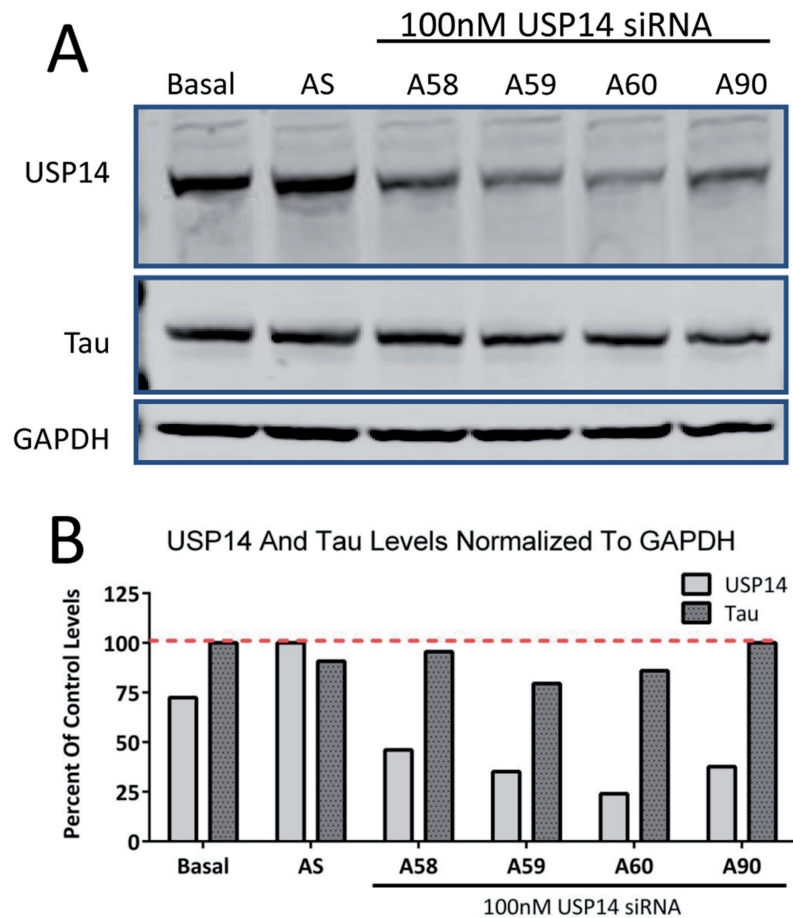 A
100nM USP14 siRNA
Basal AS A58 A59 A60 A90
USP14
Tau
GAPDH
B
USP14 And Tau Levels Normalized To GAPDH
USP14
Tau
Percent Of Control Levels
125
100
75
50
25
0
Basal AS A58 A59 A60 A90
100nM USP14 siRNA